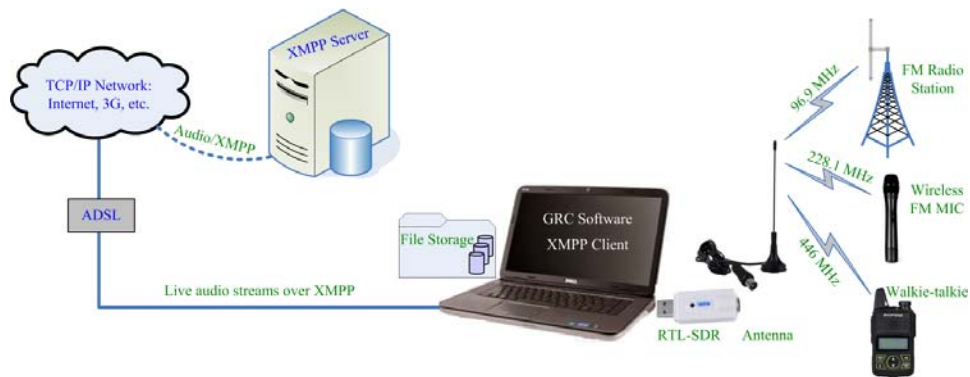 XMPP Server
TCP/IP Network:
Internet, 3G, etc.
Audio/XMPP
ADSL
Live audio streams over XMPP
File Storage
GRC Software
XMPP Client
RTL-SDR
Antenna
96.9 MHz
FM Radio
Station
228.1 MHz
Wireless
FM MIC
446 MHz
Walkie-talkie